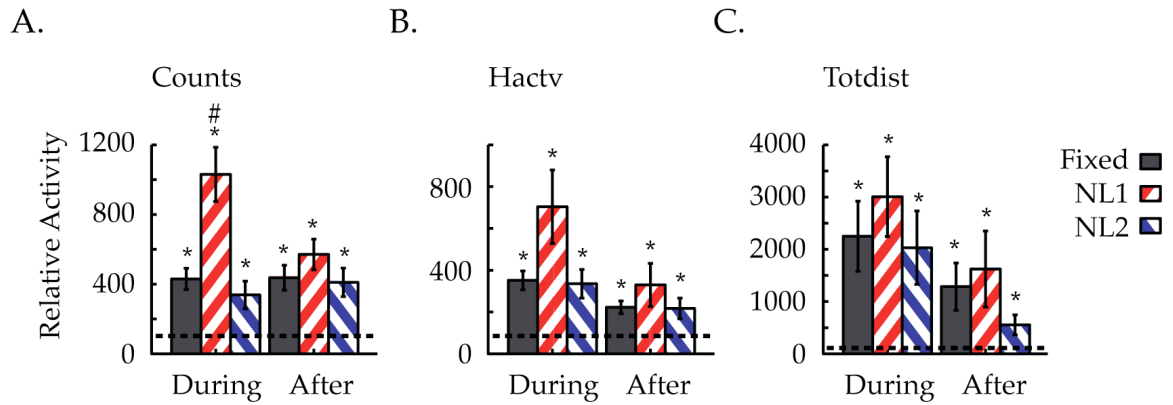 A.
B.
C.
Counts
Hactv
Totdist
Relative Activity
1200
800
400
0
#
*
*
*
*
*
*
During
After
800
400
0
*
*
*
*
*
*
During
After
4000
3000
2000
1000
0
*
*
*
*
*
*
During
After
Fixed
NL1
NL2